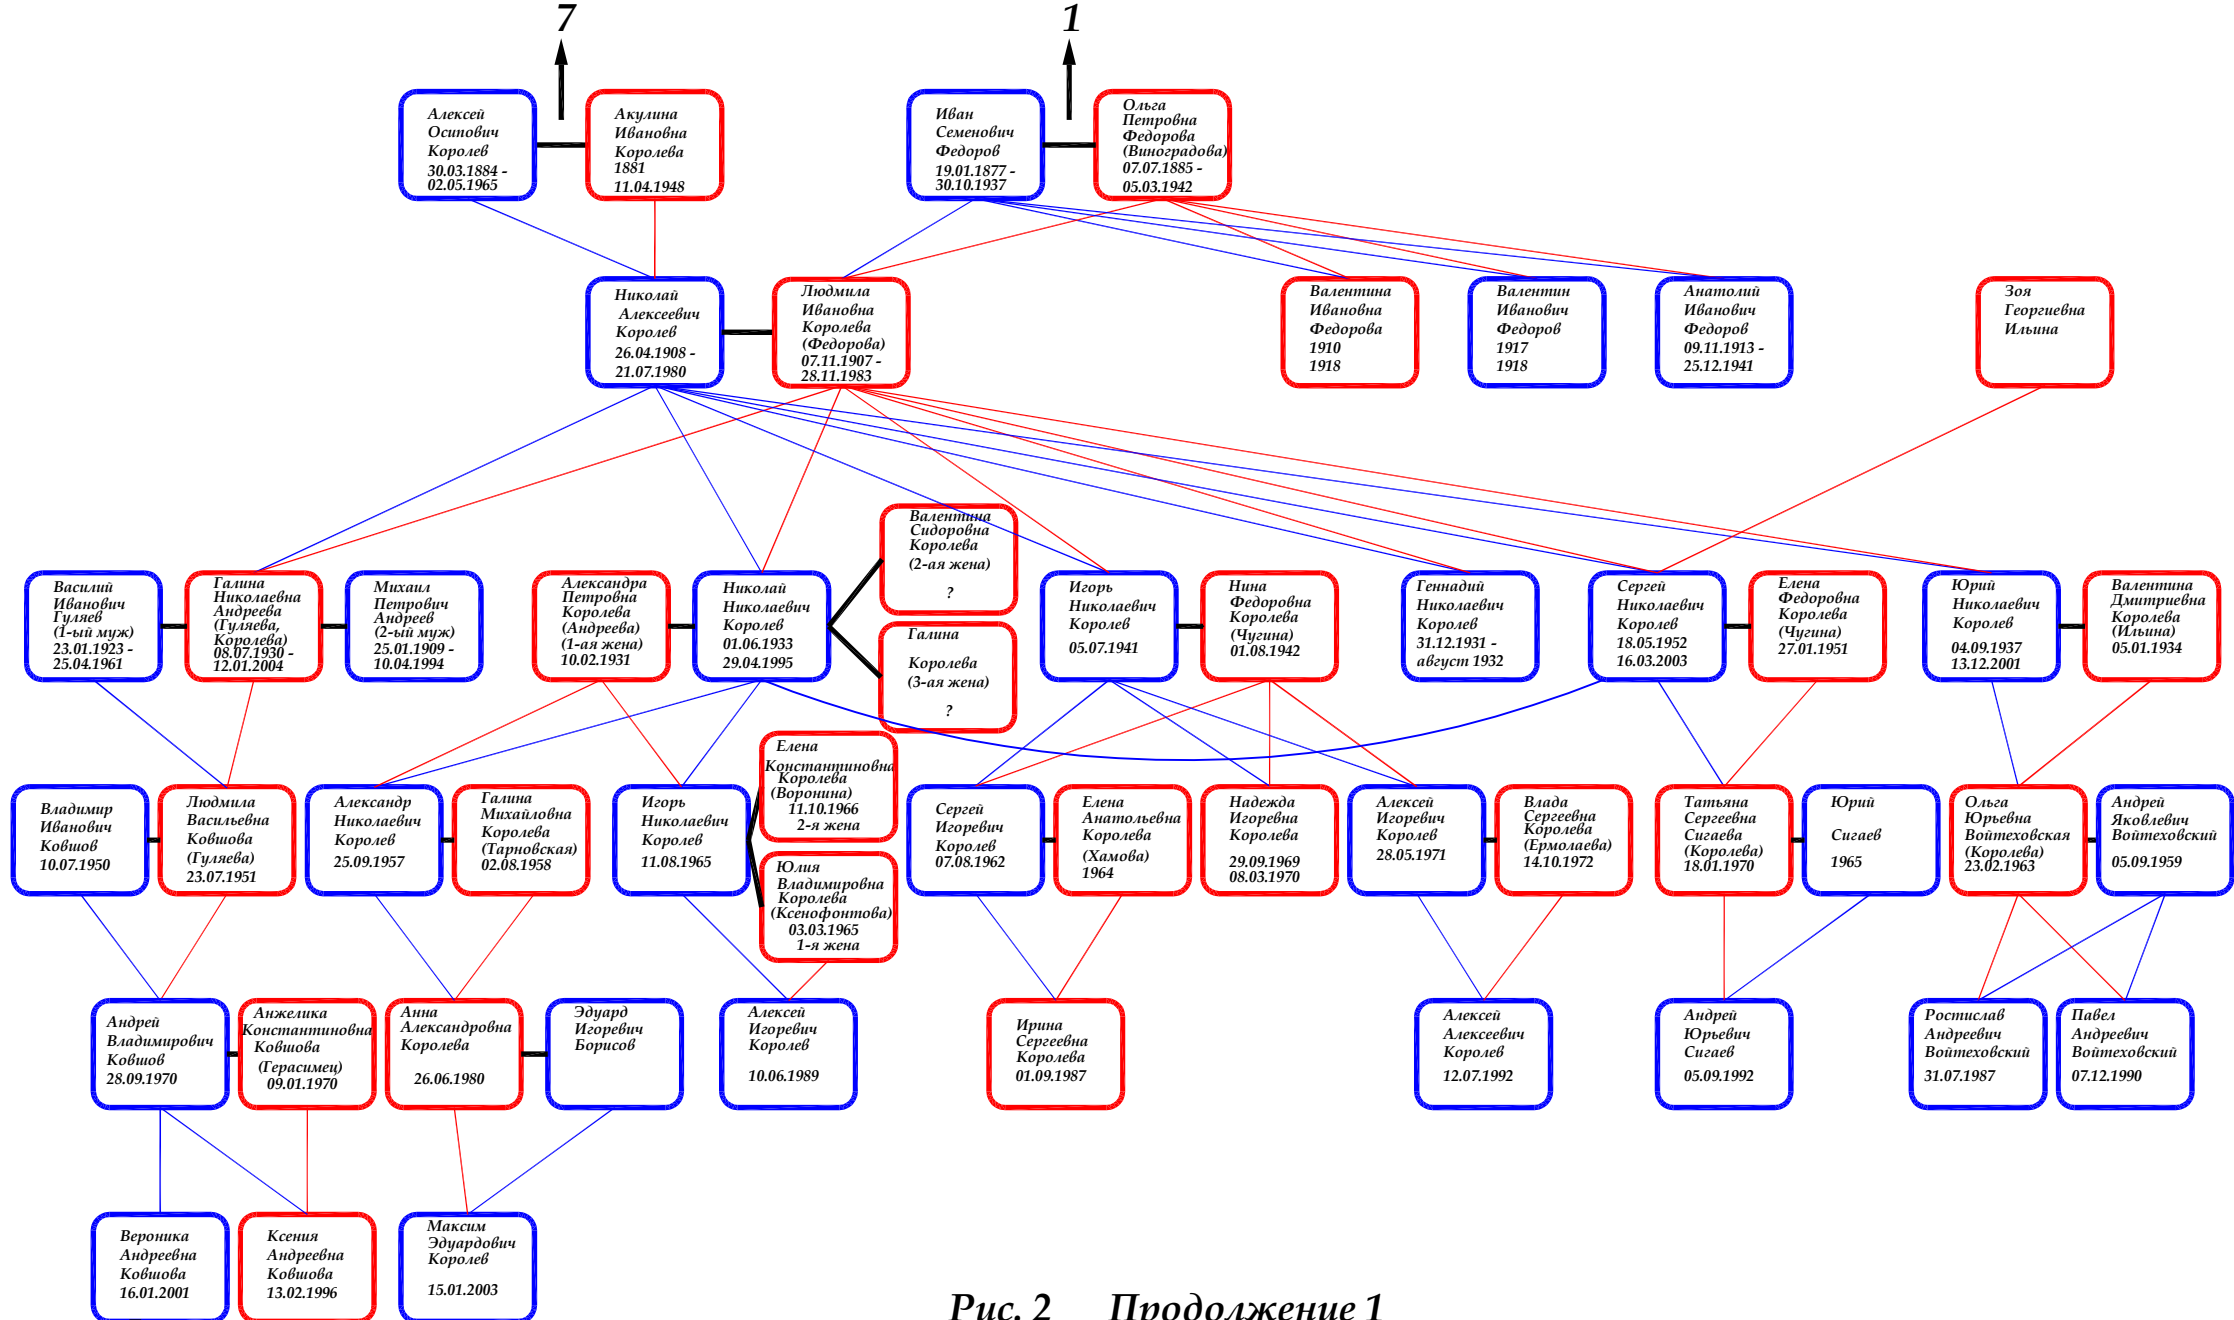 7
1
Алексей
Осипович
Королев
30.03.1884 -
02.05.1965
Акулина
Ивановна
Королева
1881
11.04.1948
Иван
Семенович
Федоров
19.01.1877 -
30.10.1937
Ольга
Петровна
Федорова
(Виноградова)
07.07.1885 -
05.03.1942
Николай
Алексеевич
Королев
26.04.1908 -
21.07.1980
Людмила
Ивановна
Королева
(Федорова)
07.11.1907 -
28.11.1983
Валентина
Ивановна
Федорова
1910
1918
Валентин
Иванович
Федоров
1917
1918
Анатолий
Иванович
Федоров
09.11.1913 -
25.12.1941
Зоя
Георгиевна
Ильина
Василий
Иванович
Гуляев
(1-ый муж)
23.01.1923 -
25.04.1961
Галина
Николаевна
Андреева
(Гуляева,
Королева)
08.07.1930 -
12.01.2004
Михаил
Петрович
Андреев
(2-ый муж)
25.01.1909 -
10.04.1994
Александра
Петровна
Королева
(Андреева)
(1-ая жена)
10.02.1931
Николай
Николаевич
Королев
01.06.1933
29.04.1995
Валентина
Сидоровна
Королева
(2-ая жена)
?
Галина
Королева
(3-ая жена)
?
Игорь
Николаевич
Королев
05.07.1941
Нина
Федоровна
Королева
(Чугина)
01.08.1942
Геннадий
Николаевич
Королев
31.12.1931 -
август 1932
Сергей
Николаевич
Королев
18.05.1952
16.03.2003
Елена
Федоровна
Королева
(Чугина)
27.01.1951
Юрий
Николаевич
Королев
04.09.1937
13.12.2001
Валентина
Дмитриевна
Королева
(Ильина)
05.01.1934
Владимир
Иванович
Ковшов
10.07.1950
Людмила
Васильевна
Ковшова
(Гуляева)
23.07.1951
Александр
Николаевич
Королев
25.09.1957
Галина
Михайловна
Королева
(Тарновская)
02.08.1958
Игорь
Николаевич
Королев
11.08.1965
Елена
Константиновна
Королева
(Воронина)
11.10.1966
2-я жена
Юлия
Владимировна
Королева
(Ксенофонтова)
03.03.1965
1-я жена
Сергей
Игоревич
Королев
07.08.1962
Елена
Анатольевна
Королева
(Хамова)
1964
Надежда
Игоревна
Королева
29.09.1969
08.03.1970
Алексей
Игоревич
Королев
28.05.1971
Влада
Сергеевна
Королева
(Ермолаева)
14.10.1972
Татьяна
Сергеевна
Сигаева
(Королева)
18.01.1970
Юрий
Сигаев
1965
Ольга
Юрьевна
Войтеховская
(Королева)
23.02.1963
Андрей
Яковлевич
Войтеховский
05.09.1959
Андрей
Владимирович
Ковшов
28.09.1970
Анжелика
Константиновна
Ковшова
(Герасимец)
09.01.1970
Анна
Александровна
Королева
26.06.1980
Эдуард
Игоревич
Борисов
Алексей
Игоревич
Королев
10.06.1989
Ирина
Сергеевна
Королева
01.09.1987
Алексей
Алексеевич
Королев
12.07.1992
Андрей
Юрьевич
Сигаев
05.09.1992
Ростислав
Андреевич
Войтеховский
31.07.1987
Павел
Андреевич
Войтеховский
07.12.1990
Вероника
Андреевна
Ковшова
16.01.2001
Ксения
Андреевна
Ковшова
13.02.1996
Максим
Эдуардович
Королев
15.01.2003
Рис. 2 Продолжение 1